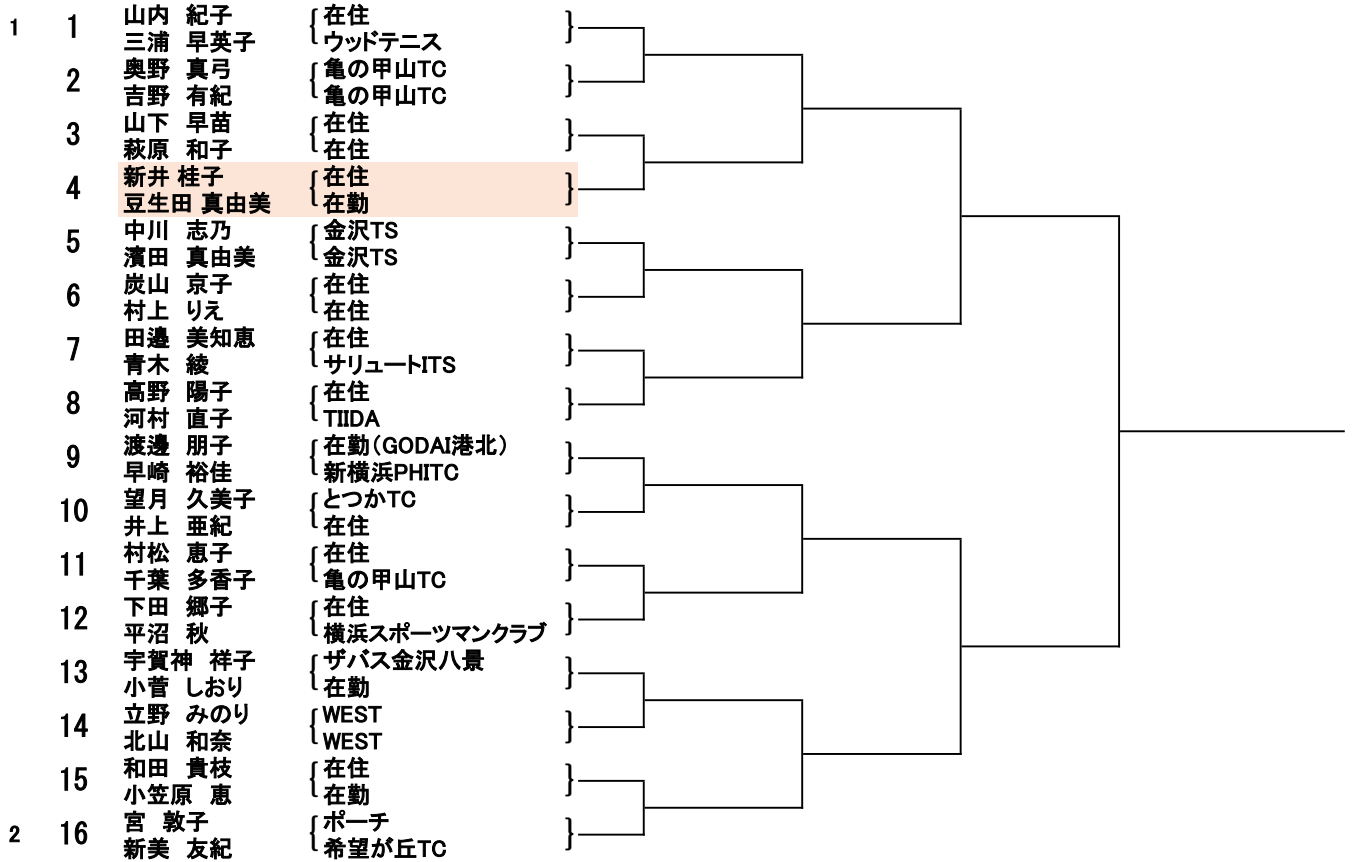 1 1 山内 紀子 { 在住 }
三浦 早英子 ウッドテニス
2 奥野 真弓 { 亀の甲山TC }
吉野 有紀 亀の甲山TC
3 山下 早苗 { 在住 }
萩原 和子 在住
4 新井 桂子 { 在住 }
豆生田 真由美 在勤
5 中川 志乃 { 金沢TS }
濱田 真由美 金沢TS
6 炭山 京子 { 在住 }
村上 りえ 在住
7 田邉 美知恵 { 在住 }
青木 綾 サリュートITS
8 高野 陽子 { 在住 }
河村 直子 TIIDA
9 渡邊 朋子 { 在勤(GODAI港北) }
早崎 裕佳 新横浜PHITC
10 望月 久美子 { とつかTC }
井上 亜紀 在住
11 村松 恵子 { 在住 }
千葉 多香子 亀の甲山TC
12 下田 郷子 { 在住 }
平沼 秋 横浜スポーツマンクラブ
13 宇賀神 祥子 { ザバス金沢八景 }
小菅 しおり 在勤
14 立野 みのり { WEST }
北山 和奈 WEST
15 和田 貴枝 { 在住 }
小笠原 恵 在勤
2 16 宮 敦子 { ポーチ }
新美 友紀 希望が丘TC